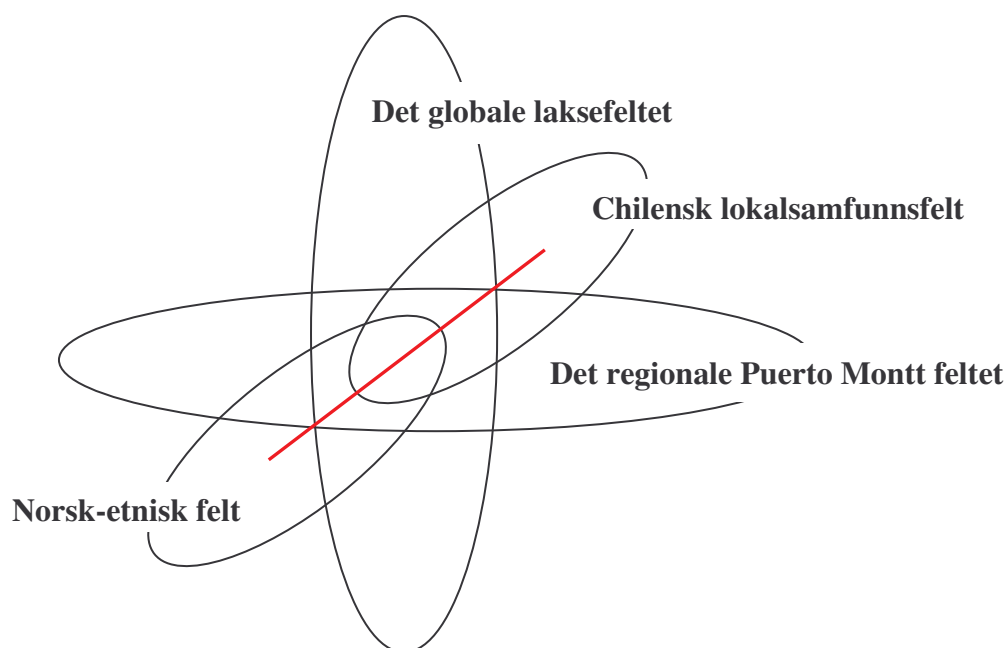 Det globale laksefeltet
Chilensk lokalsamfunnsfelt
Det regionale Puerto Montt feltet
Norsk-etnisk felt